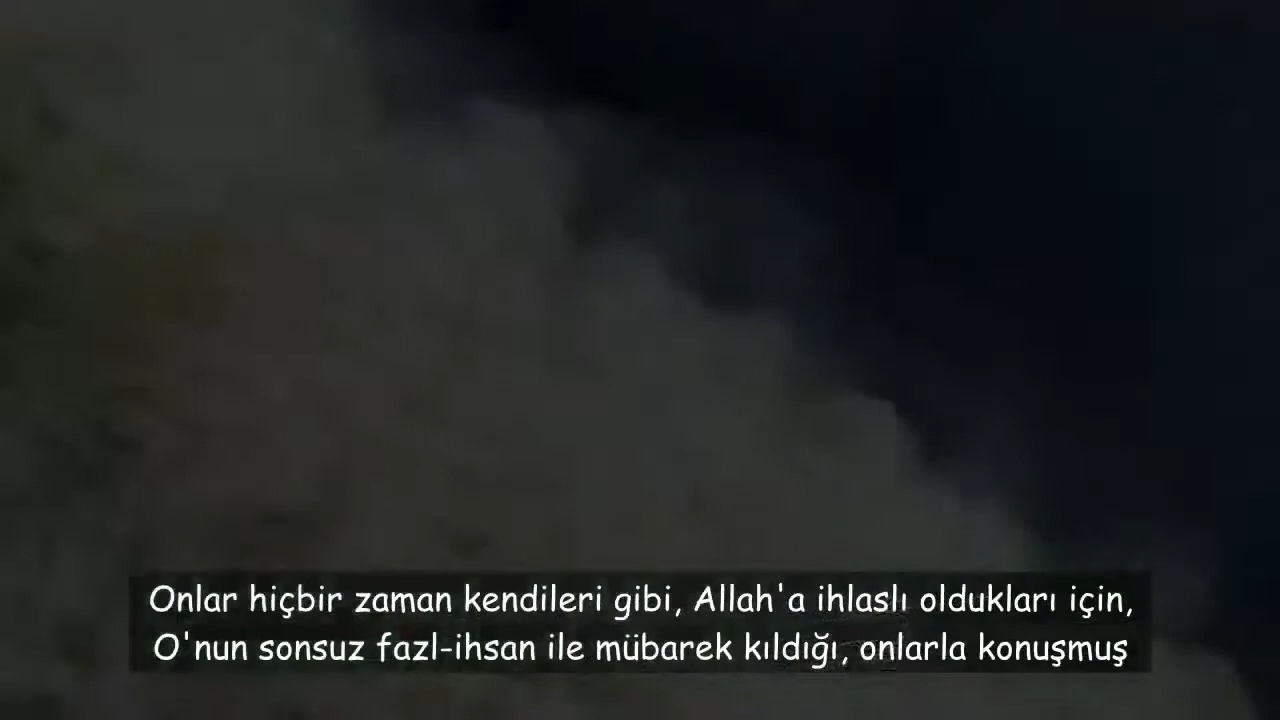 Onlar hiçbir zaman kendileri gibi, Allah'a ihlaslı oldukları için,
O'nun sonsuz fazl-ihsan ile mübarek kıldığı, onlarla konuşmuş